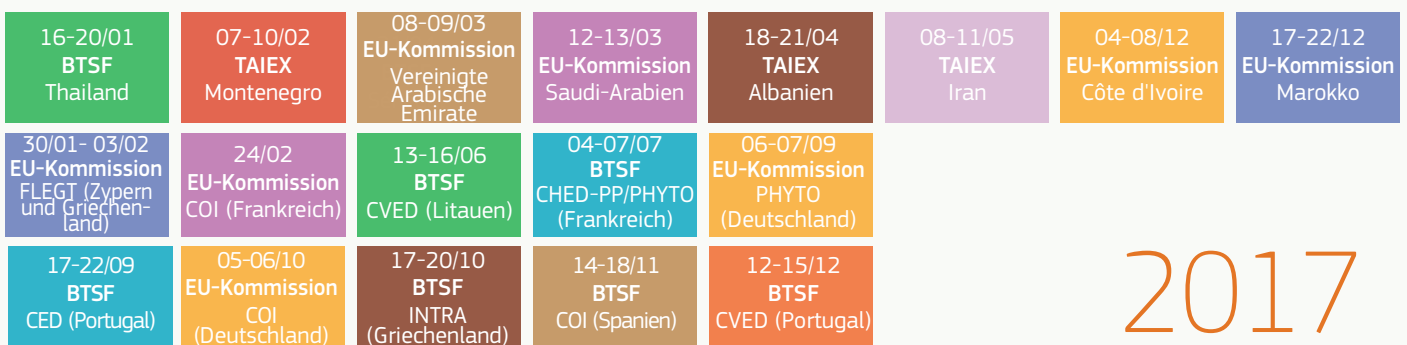 16-20/01
BTSF
Thailand
07-10/02
TAIEX
Montenegro
08-09/03
EU-Kommission
Vereinigte
Arabische
Emirate
12-13/03
EU-Kommission
Saudi-Arabien
18-21/04
TAIEX
Albanien
08-11/05
TAIEX
Iran
04-08/12
EU-Kommission
Côte d'Ivoire
17-22/12
EU-Kommission
Marokko
30/01- 03/02
EU-Kommission
FLEGT (Zypern
und Griechen-
land)
24/02
EU-Kommission
COI (Frankreich)
13-16/06
BTSF
CVED (Litauen)
04-07/07
BTSF
CHED-PP/PHYTO
(Frankreich)
06-07/09
EU-Kommission
PHYTO
(Deutschland)
17-22/09
BTSF
CED (Portugal)
05-06/10
EU-Kommission
COI
(Deutschland)
17-20/10
BTSF
INTRA
(Griechenland)
14-18/11
BTSF
COI (Spanien)
12-15/12
BTSF
CVED (Portugal)
2017